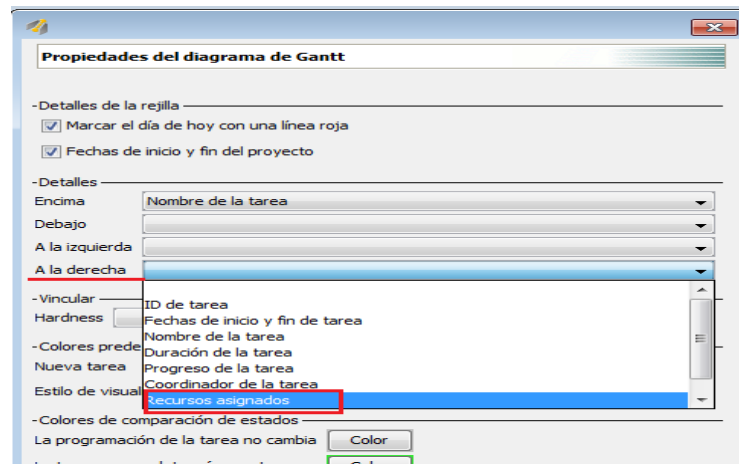 Propiedades del diagrama de Gantt
Detalles de la rejilla
Marcar el día de hoy con una línea roja
Fechas de inicio y fin del proyecto
Detalles
Encima Nombre de la tarea
Debajo
A la izquierda
A la derecha
Vincular
Hardness
ID de tarea
Fechas de inicio y fin de tarea
Nombre de la tarea
Duración de la tarea
Progreso de la tarea
Coordinador de la tarea
Recursos asignados
Colores prede
Nueva tarea
Estilo de visual
Colores de comparación de estados
La programación de la tarea no cambia Color